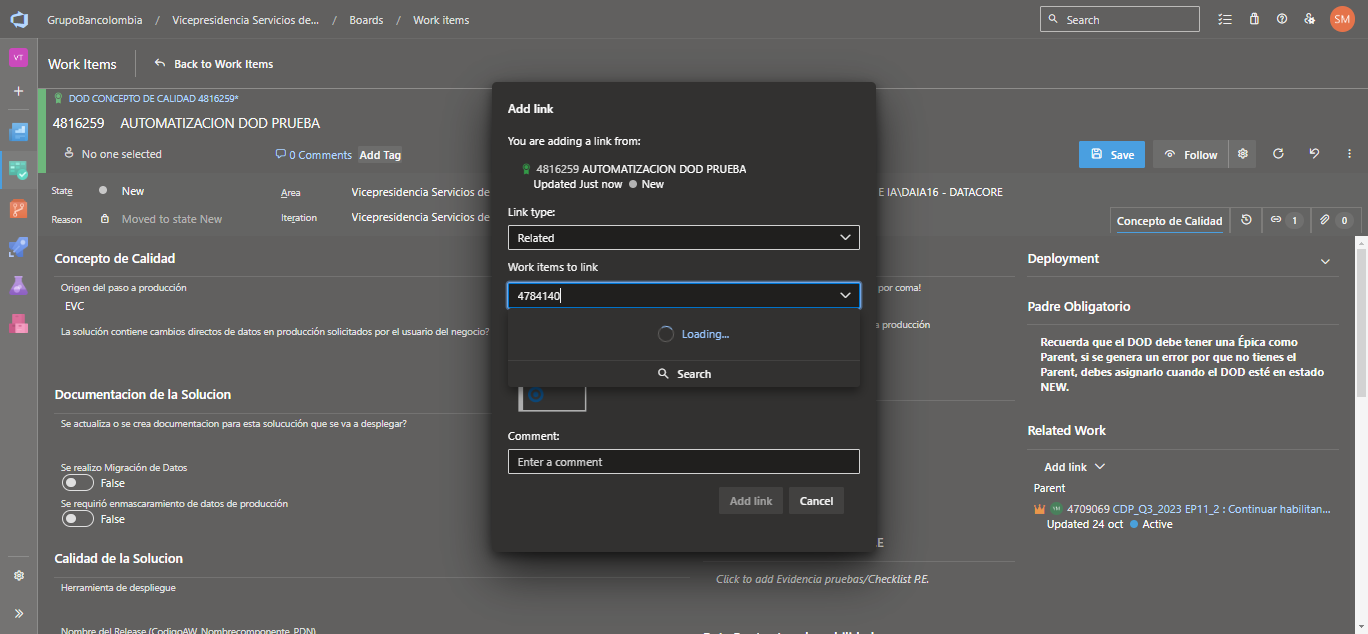 GrupoBancolombia / Vicepresidencia Servicios de... / Boards / Work items
Search
SM
VT
Work Items
Back to Work Items
DOD CONCEPTO DE CALIDAD 4816259*
4816259 AUTOMATIZACION DOD PRUEBA
No one selected
0 Comments
Add Tag
Save
Follow
State
New
Area
Vicepresidencia Servicios de
E IA\DAIA16 - DATACORE
Reason
Moved to state New
Iteration
Vicepresidencia Servicios de
Concepto de Calidad
1
0
Concepto de Calidad
Origen del paso a producción
EVC
La solución contiene cambios directos de datos en producción solicitados por el usuario del negocio?
Documentacion de la Solucion
Se actualiza o se crea documentacion para esta solucución que se va a desplegar?
Se realizo Migración de Datos
False
Se requirió enmascaramiento de datos de producción
False
Calidad de la Solucion
Herramienta de despliegue
Nombre del Release (CodigoAW_Nombrecomponente_PDN)
Add link
You are adding a link from:
4816259 AUTOMATIZACION DOD PRUEBA
Updated Just now New
Link type:
Related
Work items to link
4784140
Loading...
Search
Comment:
Enter a comment
Add link
Cancel
por coma!
a producción
E
Click to add Evidencia pruebas/Checklist P.E.
Deployment
Padre Obligatorio
Recuerda que el DOD debe tener una Épica como
Parent, si se genera un error por que no tienes el
Parent, debes asignarlo cuando el DOD esté en estado
NEW.
Related Work
Add link
Parent
4709069 CDP_Q3_2023 EP11_2 : Continuar habilitan...
Updated 24 oct Active